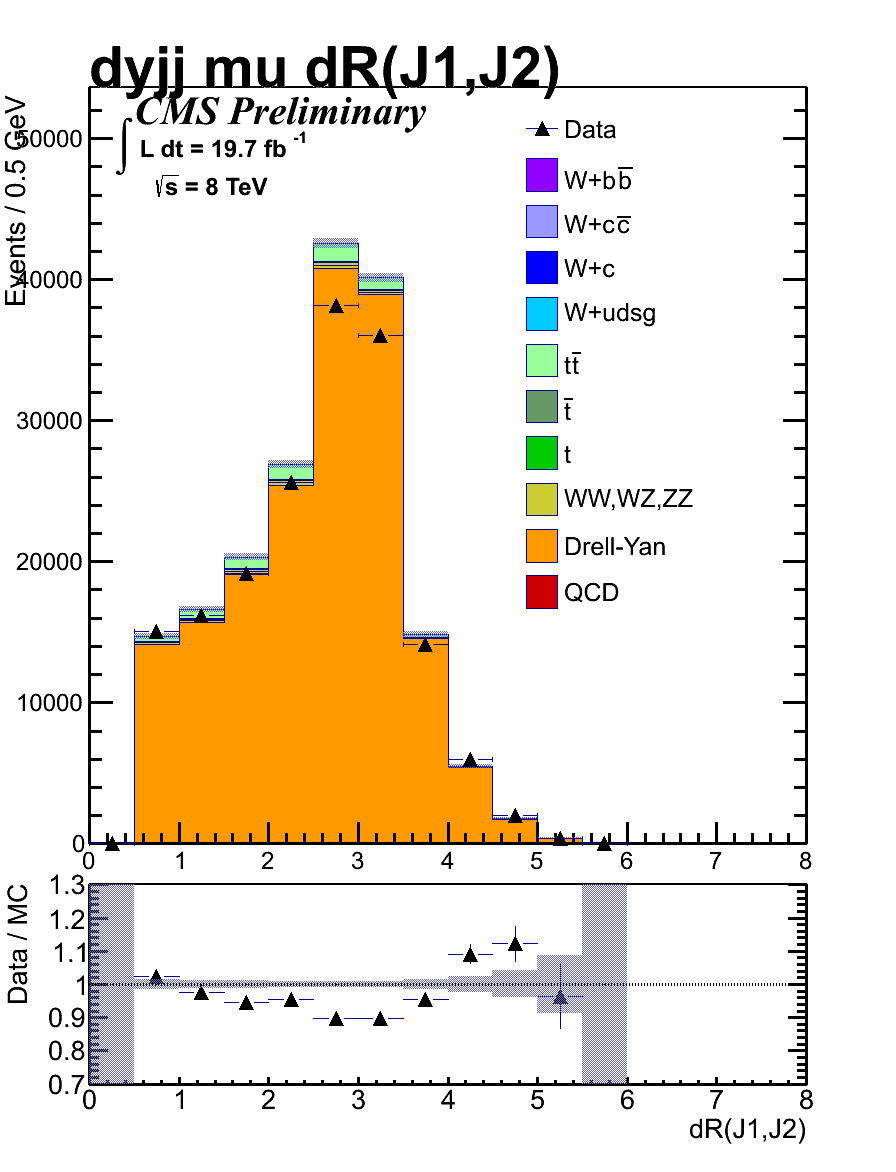 dyjj mu dR(J1,J2)
CMS Preliminary
∫ L dt = 19.7 fb⁻¹
√s = 8 TeV
Events / 0.5 GeV
50000
40000
30000
20000
10000
0
Data
W+bb̅
W+cc̅
W+c
W+udsg
tt̅
t̅
t
WW,WZ,ZZ
Drell-Yan
QCD
0 1 2 3 4 5 6 7 8
Data / MC
1.3
1.2
1.1
1
0.9
0.8
0.7
0 1 2 3 4 5 6 7 8
dR(J1,J2)